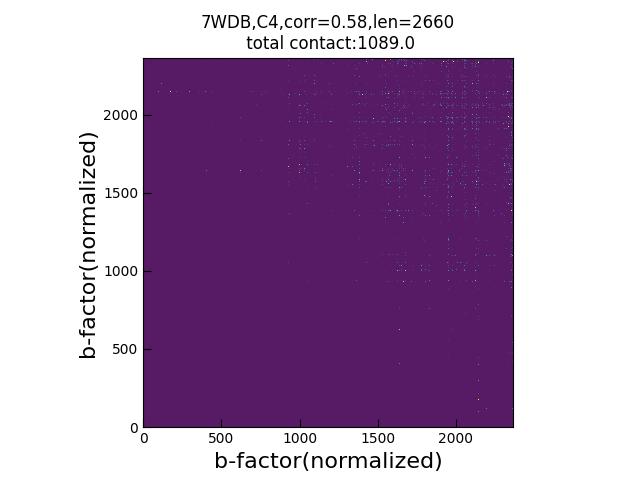 7WDB,C4,corr=0.58,len=2660
total contact:1089.0
b-factor(normalized)
2000
1500
1000
500
0
0 500 1000 1500 2000
b-factor(normalized)